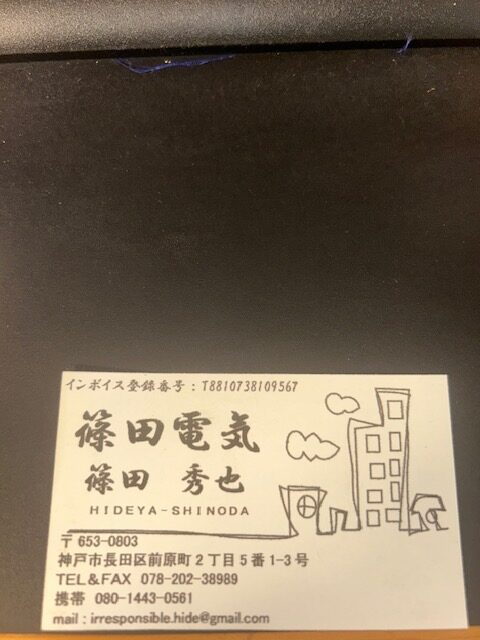 インボイス登録番号：T8810738109567
篠田電気
篠田　秀也
HIDEYA-SHINODA
〒 653-0803
神戸市長田区前原町２丁目５番1-3号
TEL＆FAX 078-202-38989
携帯 080-1443-0561
mail : irresponsible.hide@gmail.com